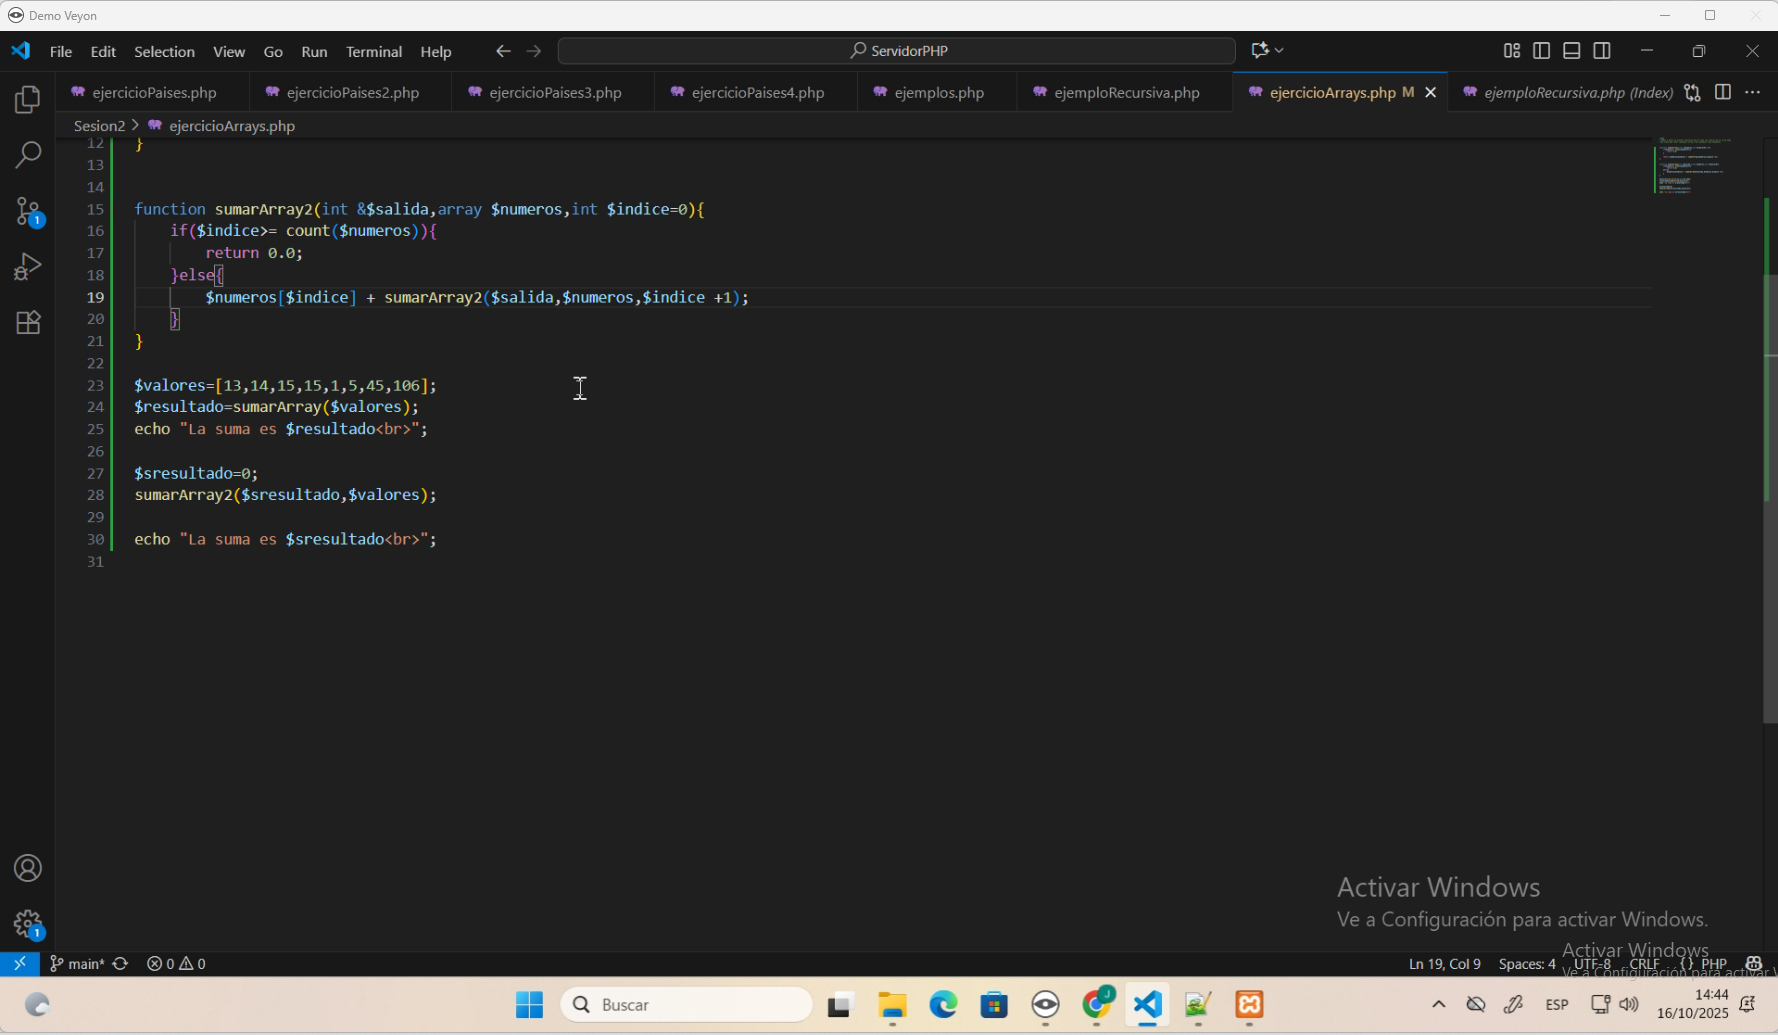 Demo Veyon
File Edit Selection View Go Run Terminal Help
ServidorPHP
ejercicioPaises.php ejercicioPaises2.php ejercicioPaises3.php ejercicioPaises4.php ejemplos.php ejemploRecursiva.php ejercicioArrays.php M ejemploRecursiva.php (Index)
Sesion2 > ejercicioArrays.php
12 }
13
14
15 function sumarArray2(int &$salida,array $numeros,int $indice=0){
16 if($indice>= count($numeros)){
17 return 0.0;
18 }else{
19 $numeros[$indice] + sumarArray2($salida,$numeros,$indice +1);
20 }
21 }
22
23 $valores=[13,14,15,15,1,5,45,106];
24 $resultado=sumarArray($valores);
25 echo "La suma es $resultado<br>";
26
27 $sresultado=0;
28 sumarArray2($sresultado,$valores);
29
30 echo "La suma es $sresultado<br>";
31
1
1
Activar Windows
Ve a Configuración para activar Windows.
Activar Windows
Ve a Configuración para activar
main* 0 0 Ln 19, Col 9 Spaces: 4 UTF-8 CRLF {} PHP
Buscar
J
ESP
14:44
16/10/2025